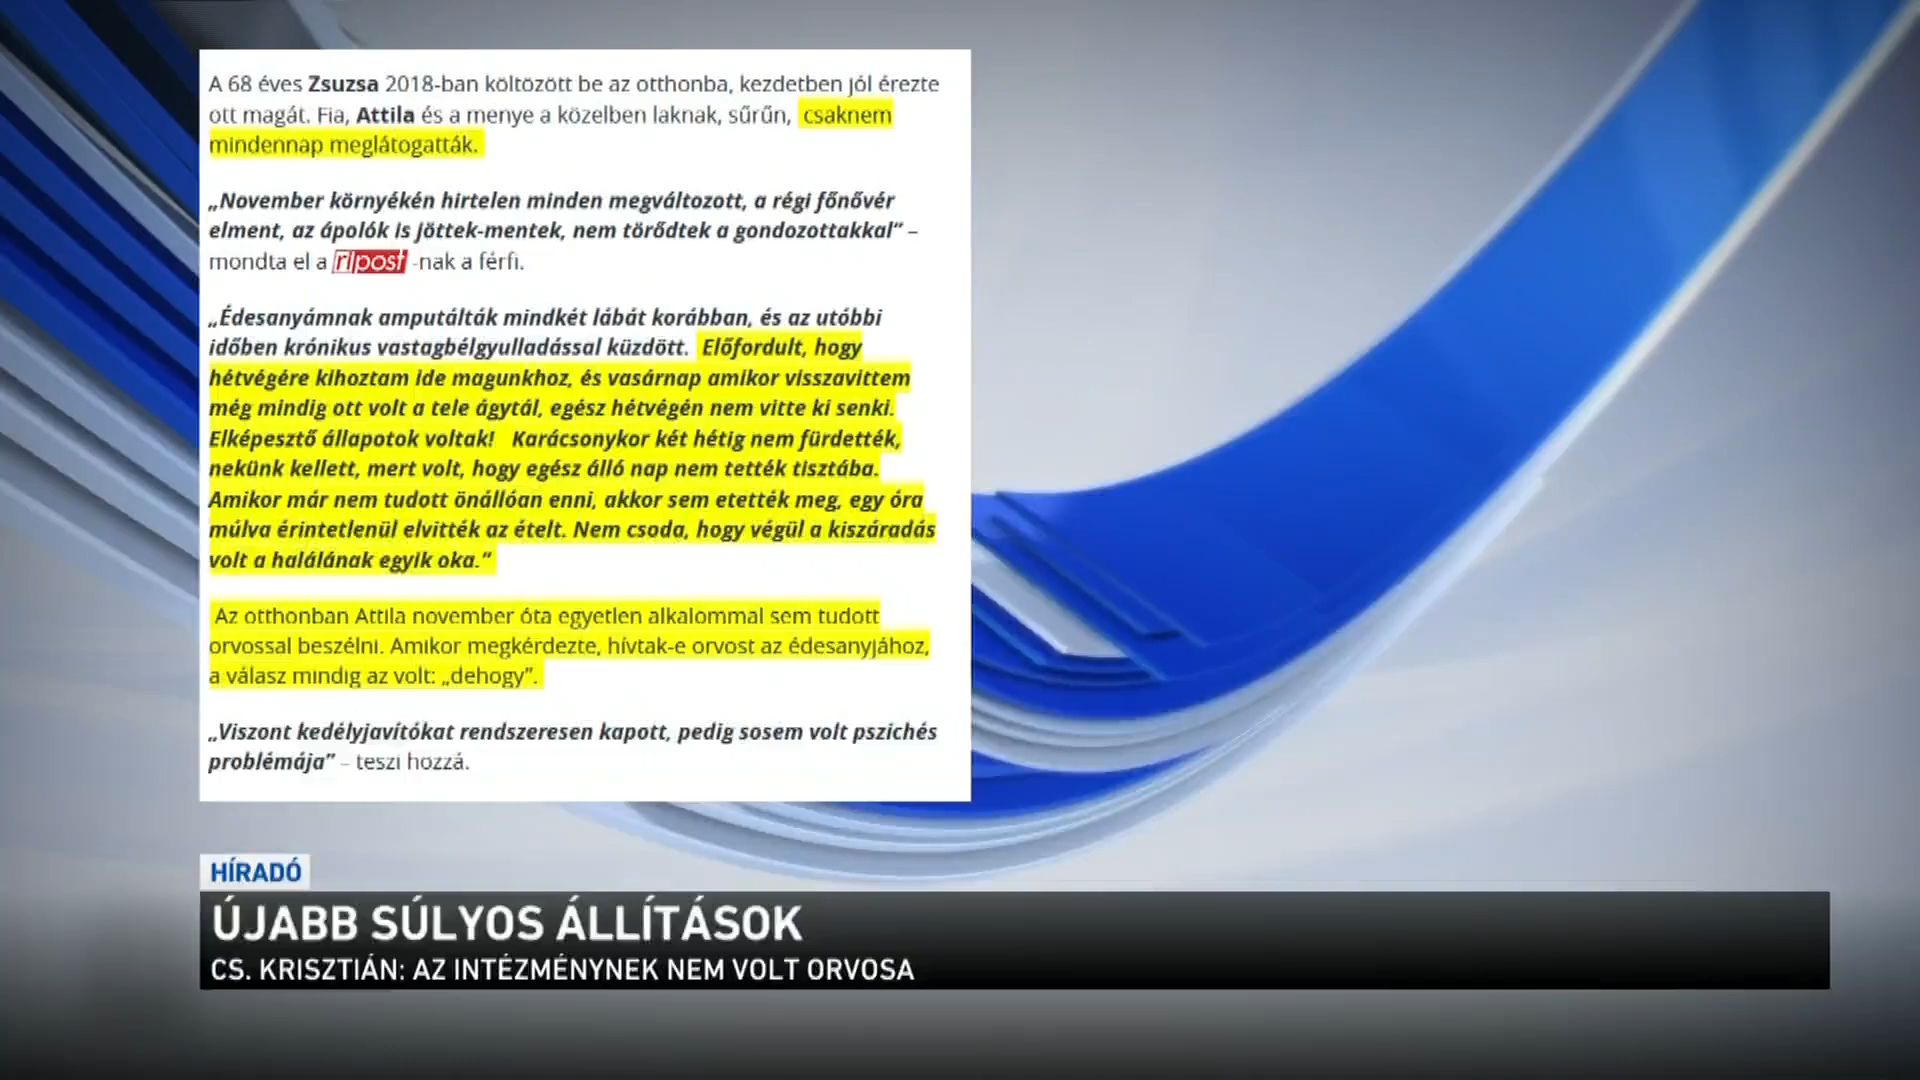 A 68 éves Zsuzsa 2018-ban költözött be az otthonba, kezdetben jól érezte
ott magát. Fia, Attila és a menye a közelben laknak, sűrűn, csaknem
mindennap meglátogatták.
„November környékén hirtelen minden megváltozott, a régi főnővér
elment, az ápolók is jöttek-mentek, nem törődtek a gondozottakkal” –
mondta el a ripost -nak a férfi.
„Édesanyámnak amputálták mindkét lábát korábban, és az utóbbi
időben krónikus vastagbélgyulladással küzdött. Előfordult, hogy
hétvégére kihoztam ide magunkhoz, és vasárnap amikor visszavittem
még mindig ott volt a tele ágytál, egész hétvégén nem vitte ki senki.
Elképesztő állapotok voltak! Karácsonykor két hétig nem fürdették,
nekünk kellett, mert volt, hogy egész álló nap nem tették tisztába.
Amikor már nem tudott önállóan enni, akkor sem etették meg, egy óra
múlva érintetlenül elvitték az ételt. Nem csoda, hogy végül a kiszáradás
volt a halálának egyik oka.”
Az otthonban Attila november óta egyetlen alkalommal sem tudott
orvossal beszélni. Amikor megkérdezte, hívtak-e orvost az édesanyjához,
a válasz mindig az volt: „dehogy”.
„Viszont kedélyjavítókat rendszeresen kapott, pedig sosem volt pszichés
problémája” – teszi hozzá.
HÍRADÓ
ÚJABB SÚLYOS ÁLLÍTÁSOK
CS. KRISZTIÁN: AZ INTÉZMÉNYNEK NEM VOLT ORVOSA